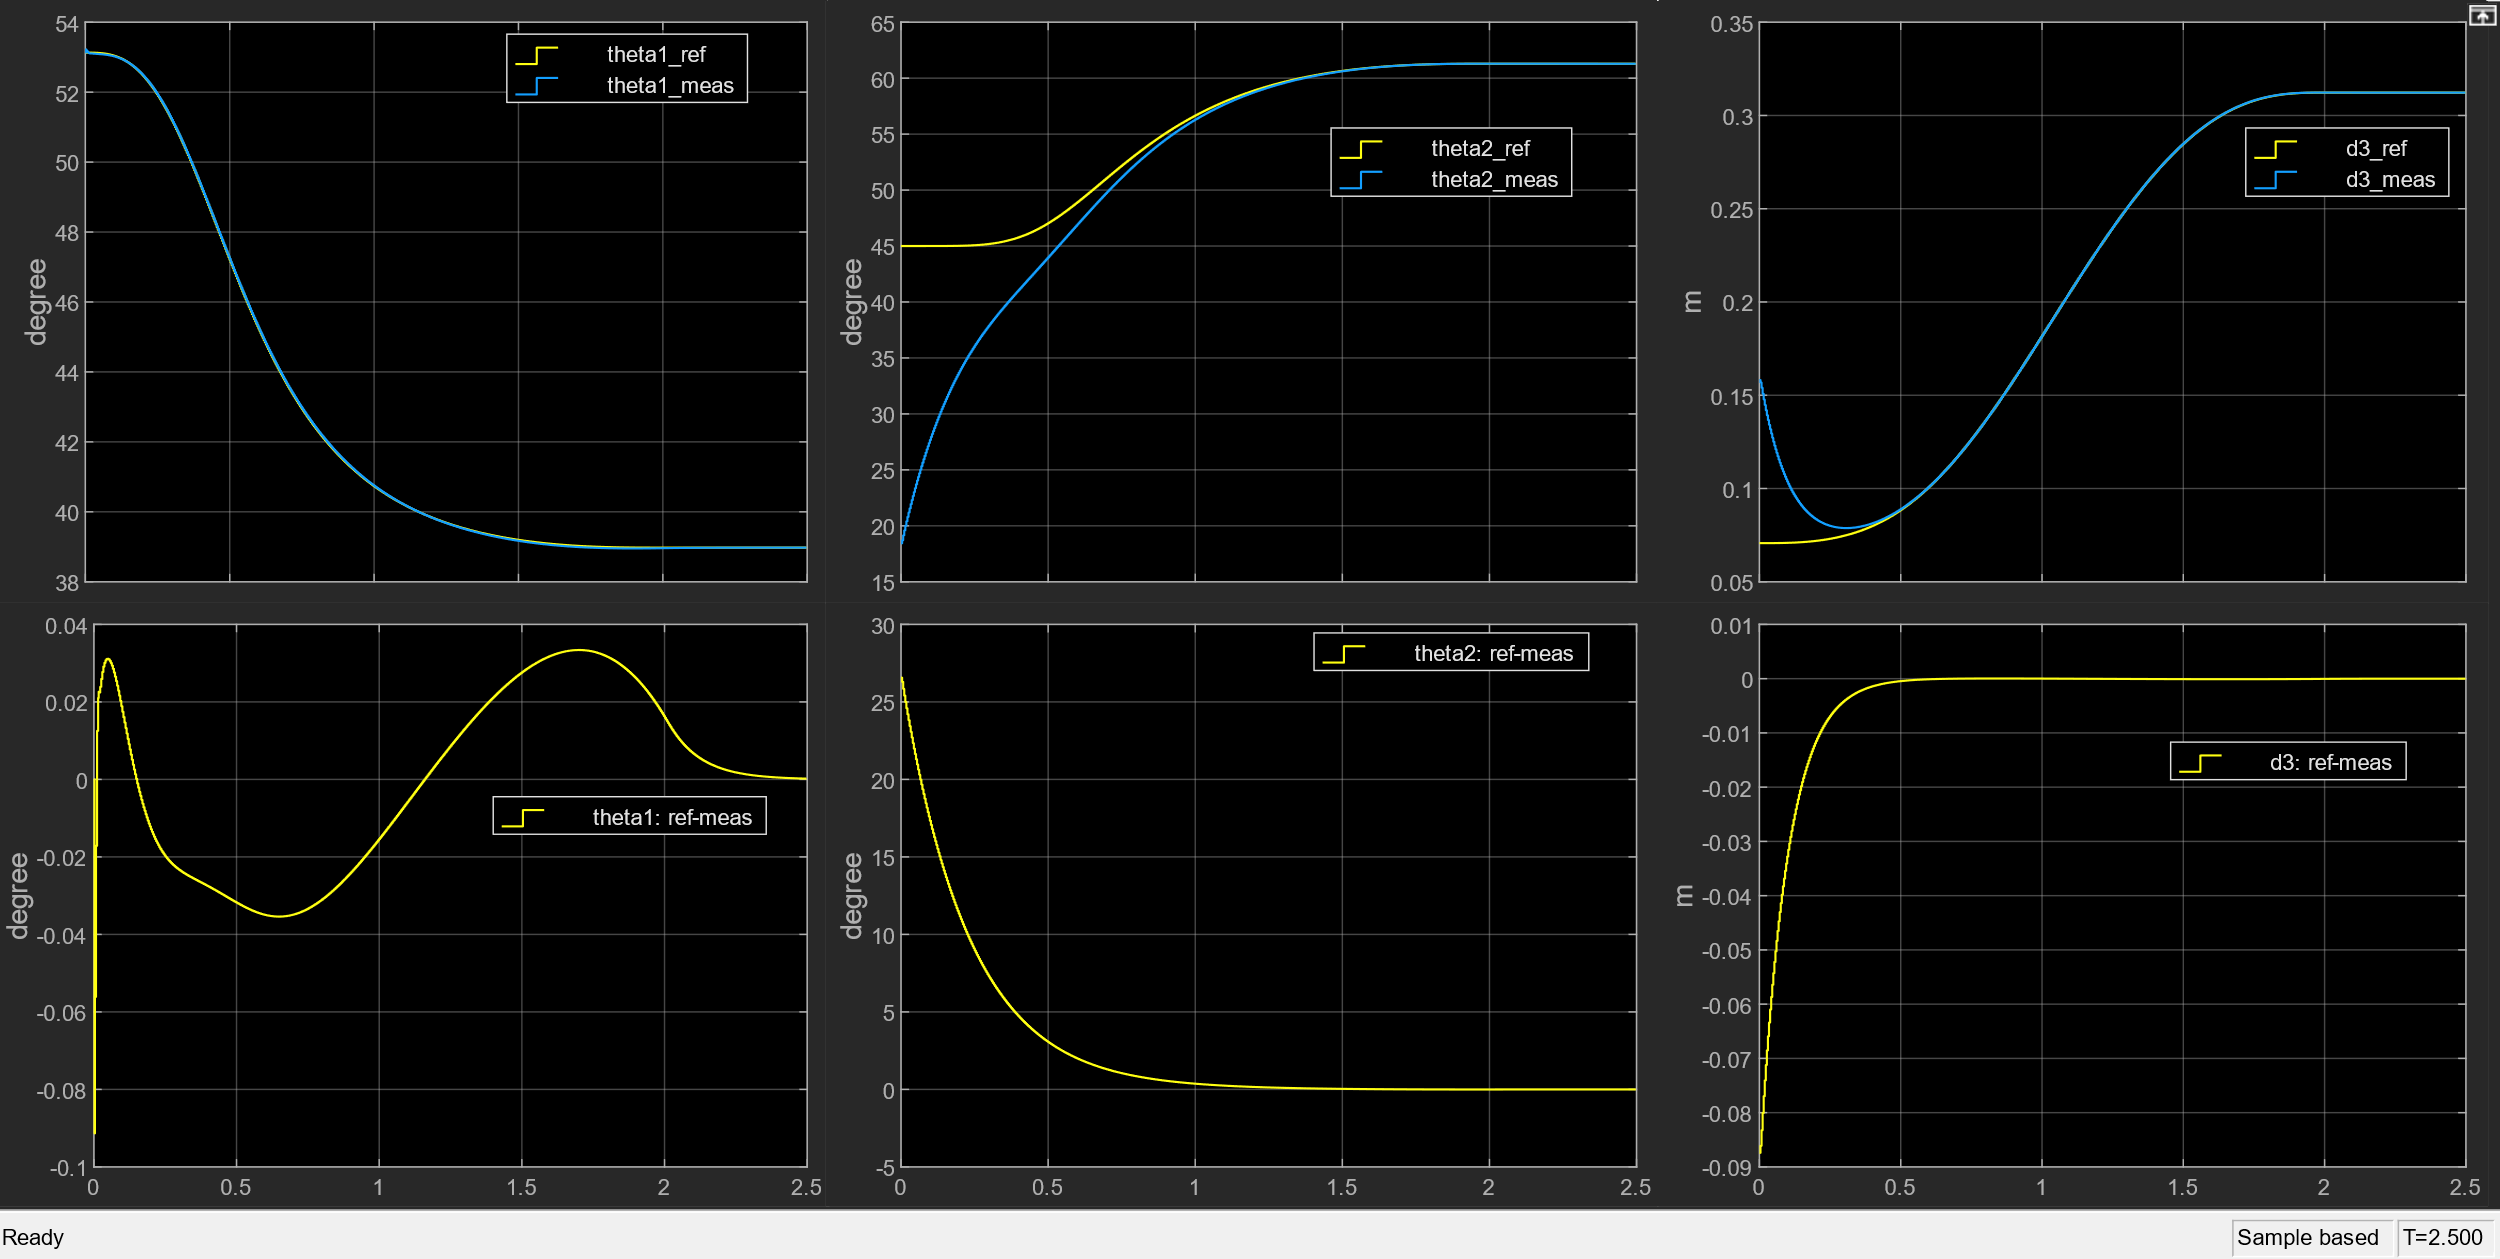 54
52
50
48
46
44
42
40
38
degree
theta1_ref
theta1_meas
65
60
55
50
45
40
35
30
25
20
15
degree
theta2_ref
theta2_meas
0.35
0.3
0.25
0.2
0.15
0.1
0.05
m
d3_ref
d3_meas
0.04
0.02
0
-0.02
-0.04
-0.06
-0.08
-0.1
degree
theta1: ref-meas
0 0.5 1 1.5 2 2.5
30
25
20
15
10
5
0
-5
degree
theta2: ref-meas
0 0.5 1 1.5 2 2.5
0.01
0
-0.01
-0.02
-0.03
-0.04
-0.05
-0.06
-0.07
-0.08
-0.09
m
d3: ref-meas
0 0.5 1 1.5 2 2.5
Ready
Sample based T=2.500